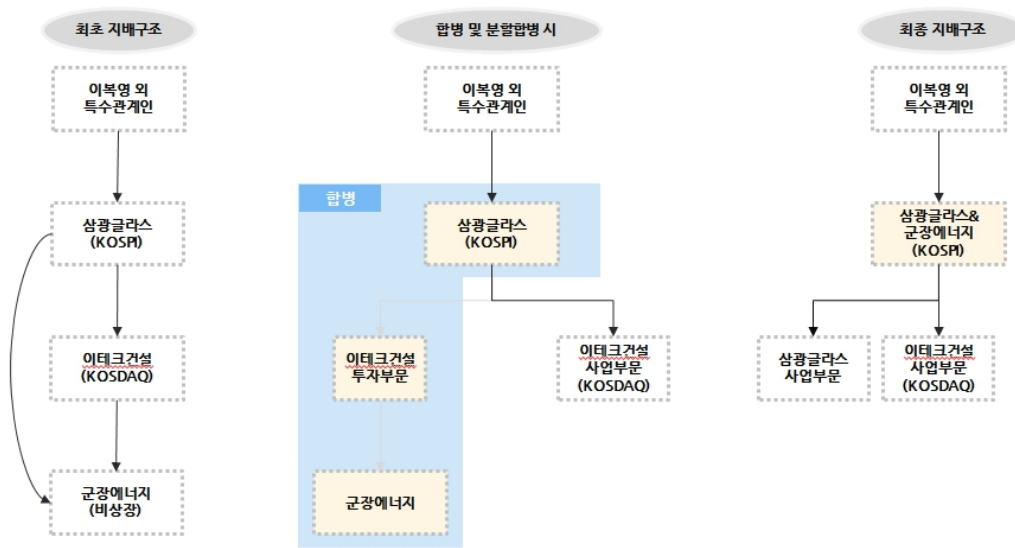 최초 지배구조
이복영 외
특수관계인
삼광글라스
(KOSPI)
이테크건설
(KOSDAQ)
군장에너지
(비상장)
합병 및 분할합병 시
이복영 외
특수관계인
합병
삼광글라스
(KOSPI)
이테크건설
투자부문
이테크건설
사업부문
(KOSDAQ)
군장에너지
최종 지배구조
이복영 외
특수관계인
삼광글라스&
군장에너지
(KOSPI)
삼광글라스
사업부문
이테크건설
사업부문
(KOSDAQ)